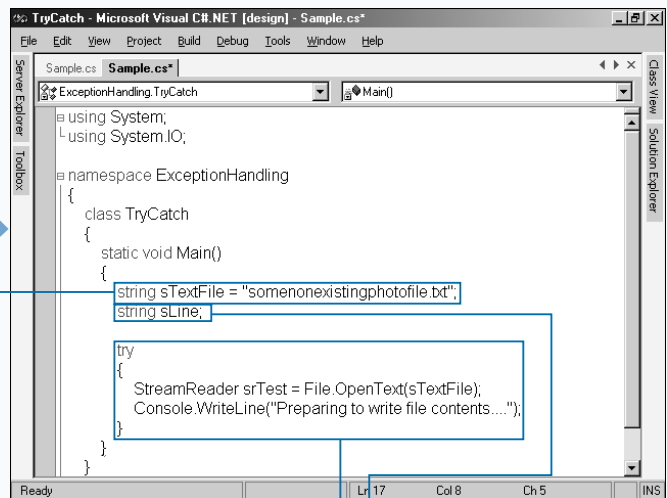 TryCatch - Microsoft Visual C#.NET [design] - Sample.cs*
File Edit View Project Build Debug Tools Window Help
Server Explorer
Toolbox
Sample.cs Sample.cs*
ExceptionHandling.TryCatch Main()
using System;
using System.IO;
namespace ExceptionHandling
{
class TryCatch
{
static void Main()
{
string sTextFile = "somenonexistingphotofile.txt";
string sLine;
try
{
StreamReader srTest = File.OpenText(sTextFile);
Console.WriteLine("Preparing to write file contents....");
}
}
}
Class View
Solution Explorer
Ready Ln 17 Col 8 Ch 5 INS